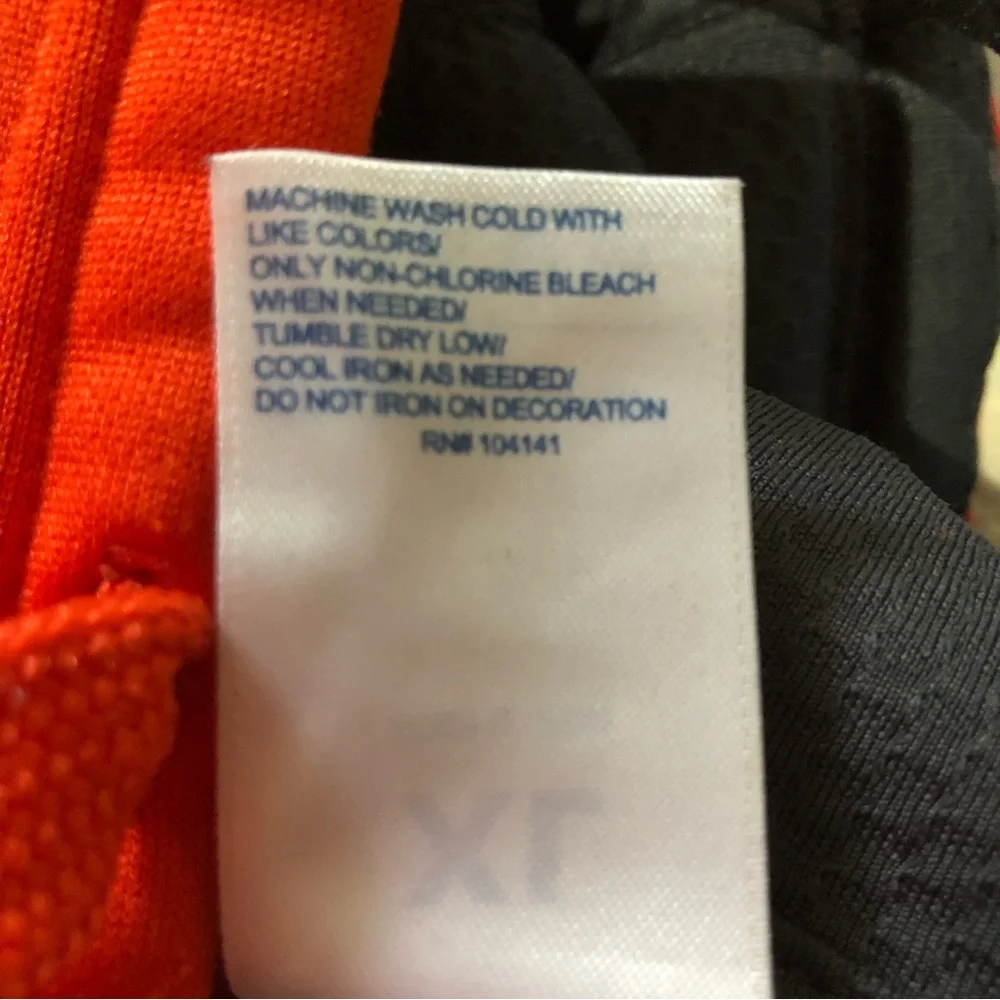 MACHINE WASH COLD WITH
LIKE COLORS/
ONLY NON-CHLORINE BLEACH
WHEN NEEDED/
TUMBLE DRY LOW/
COOL IRON AS NEEDED/
DO NOT IRON ON DECORATION
RN# 104141
XL